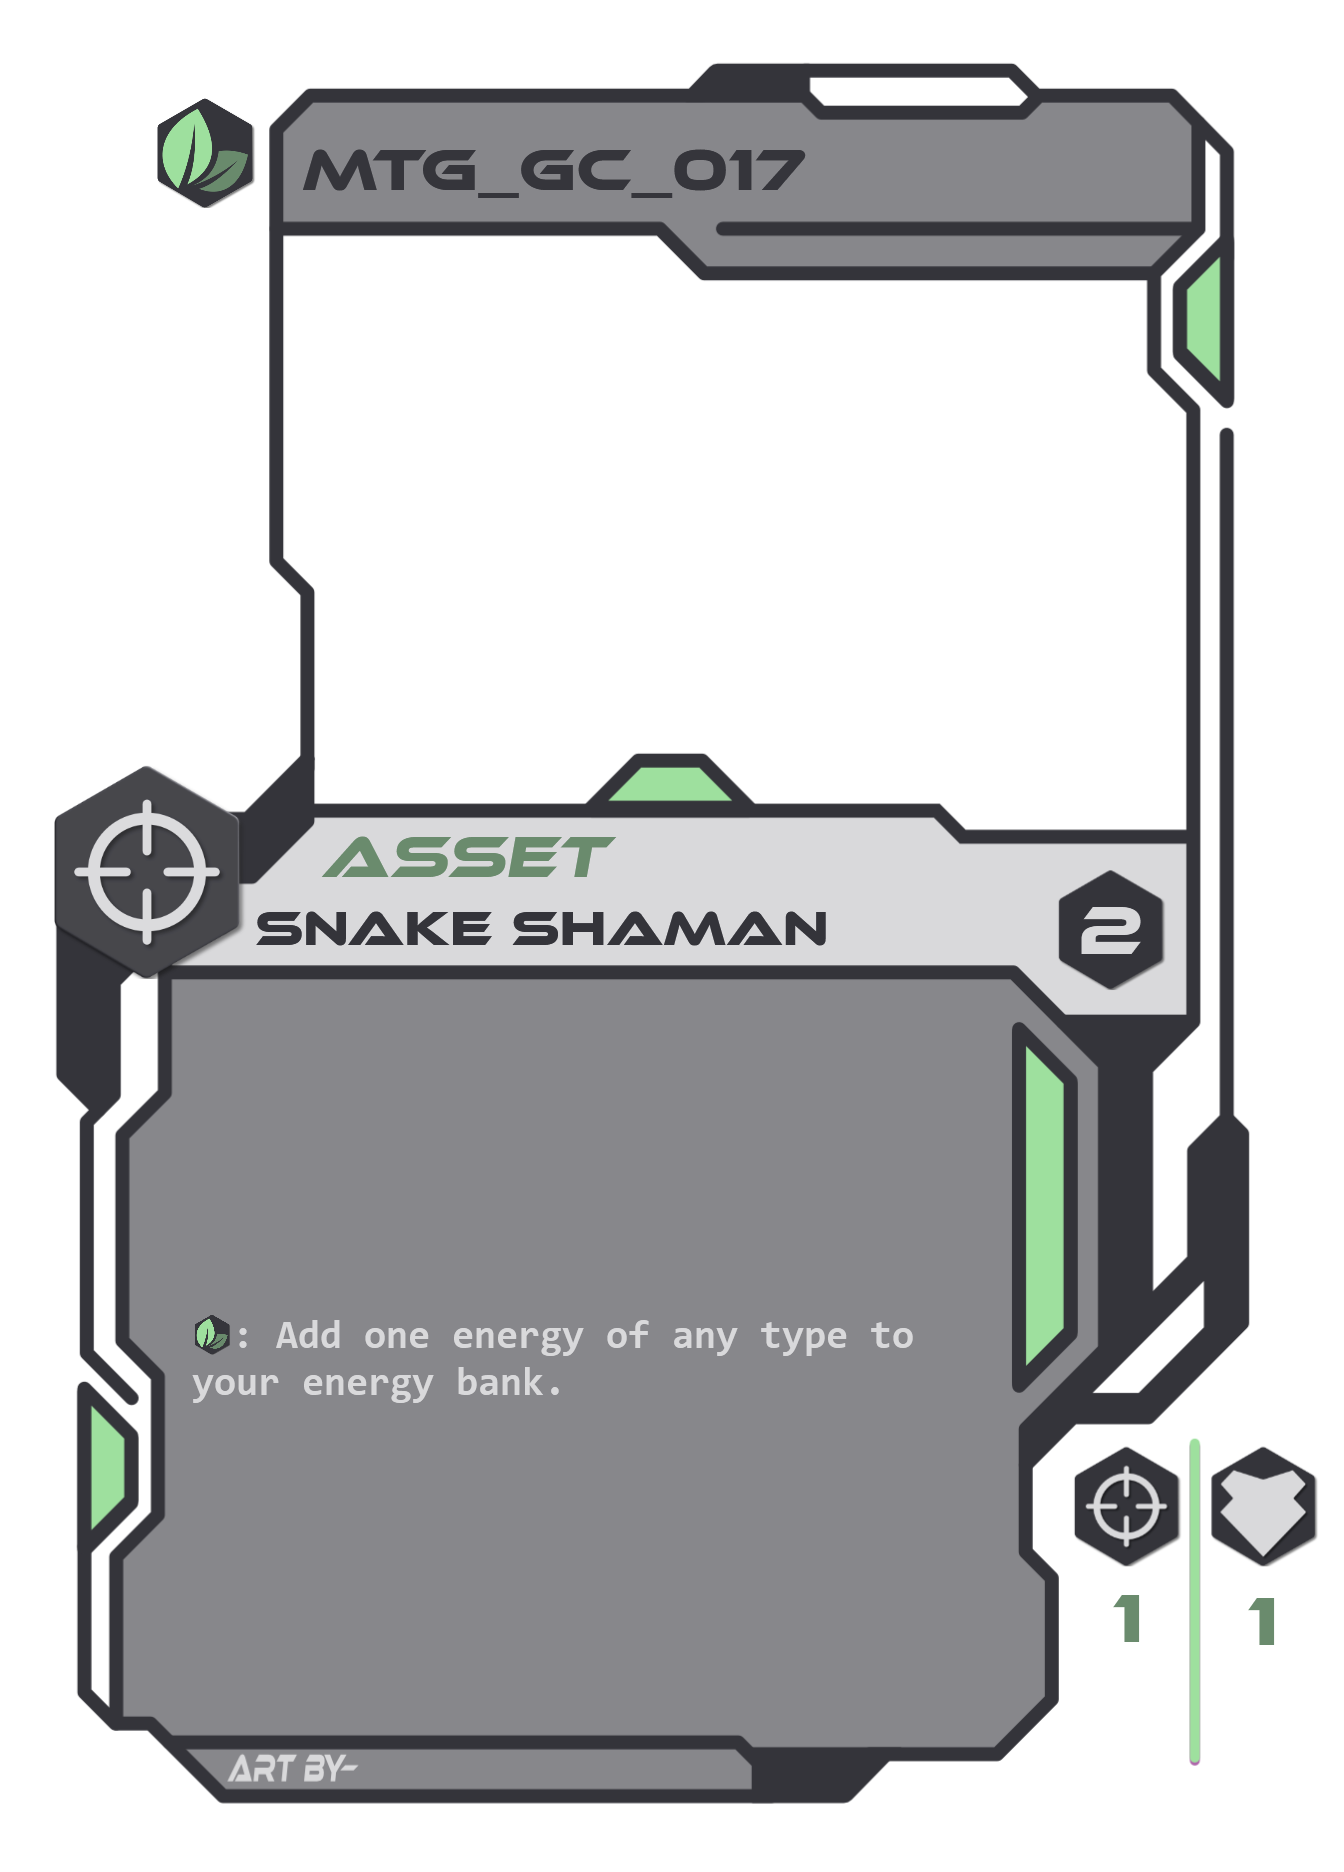 MTG_GC_017
ASSET
SNAKE SHAMAN
2
: Add one energy of any type to
your energy bank.
1
1
ART BY-